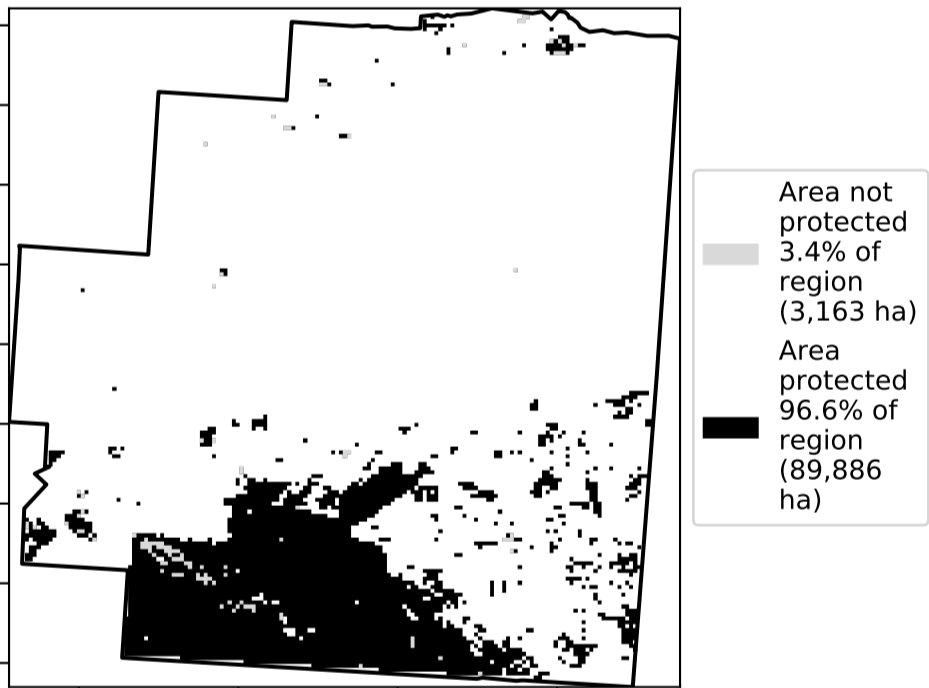 Area not
protected
3.4% of
region
(3,163 ha)
Area
protected
96.6% of
region
(89,886
ha)